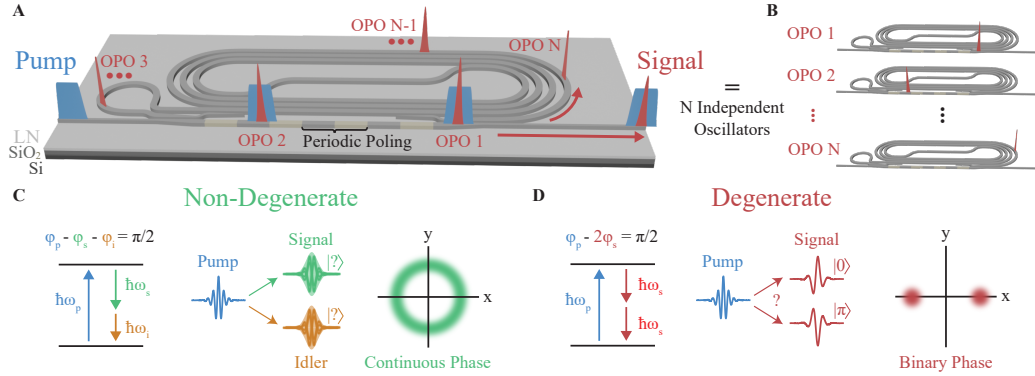 A
B
OPO N-1
OPO N
OPO 3
Pump
Signal
OPO 2
Periodic Poling
OPO 1
LN
SiO₂
Si
=
N Independent
Oscillators
OPO 1
OPO 2
OPO N
C
Non-Degenerate
φp - φs - φi = π/2
ħωp
ħωs
ħωi
Pump
Signal
|?⟩
|?⟩
Idler
y
x
Continuous Phase
D
Degenerate
φp - 2φs = π/2
ħωp
ħωs
ħωs
Pump
?
Signal
|0⟩
|π⟩
y
x
Binary Phase